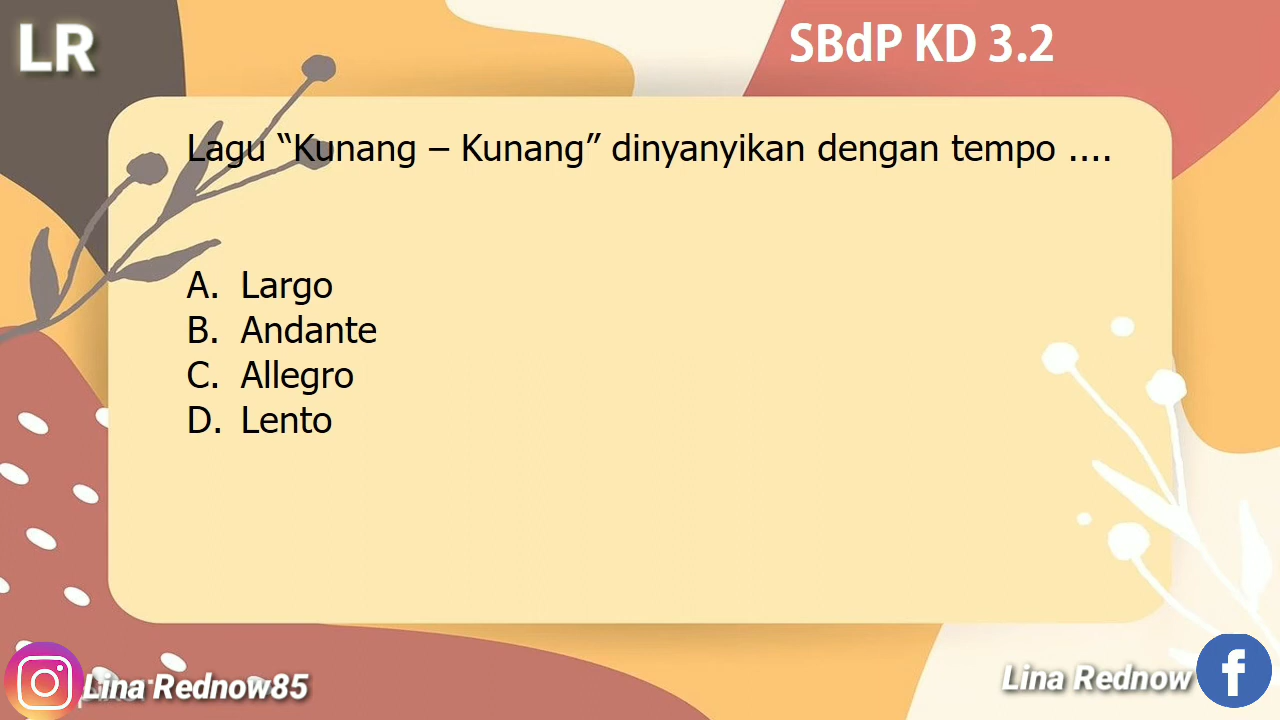 LR
SBdP KD 3.2
Lagu “Kunang – Kunang” dinyanyikan dengan tempo ....
A. Largo
B. Andante
C. Allegro
D. Lento
Lina Rednow85
Lina Rednow
f